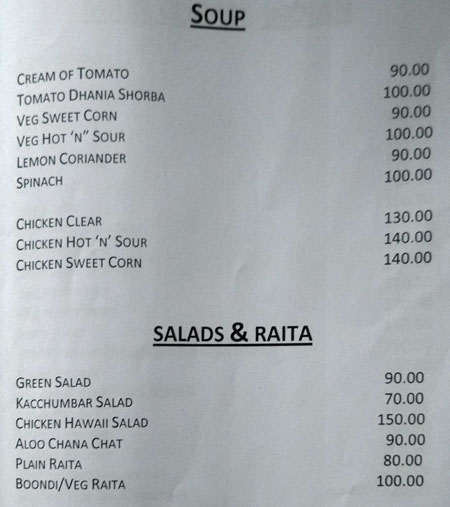 SOUP
CREAM OF TOMATO 90.00
TOMATO DHANIA SHORBA 100.00
VEG SWEET CORN 90.00
VEG HOT ‘N” SOUR 100.00
LEMON CORIANDER 90.00
SPINACH 100.00
CHICKEN CLEAR 130.00
CHICKEN HOT ‘N’ SOUR 140.00
CHICKEN SWEET CORN 140.00
SALADS & RAITA
GREEN SALAD 90.00
KACCHUMBAR SALAD 70.00
CHICKEN HAWAII SALAD 150.00
ALOO CHANA CHAT 90.00
PLAIN RAITA 80.00
BOONDI/VEG RAITA 100.00